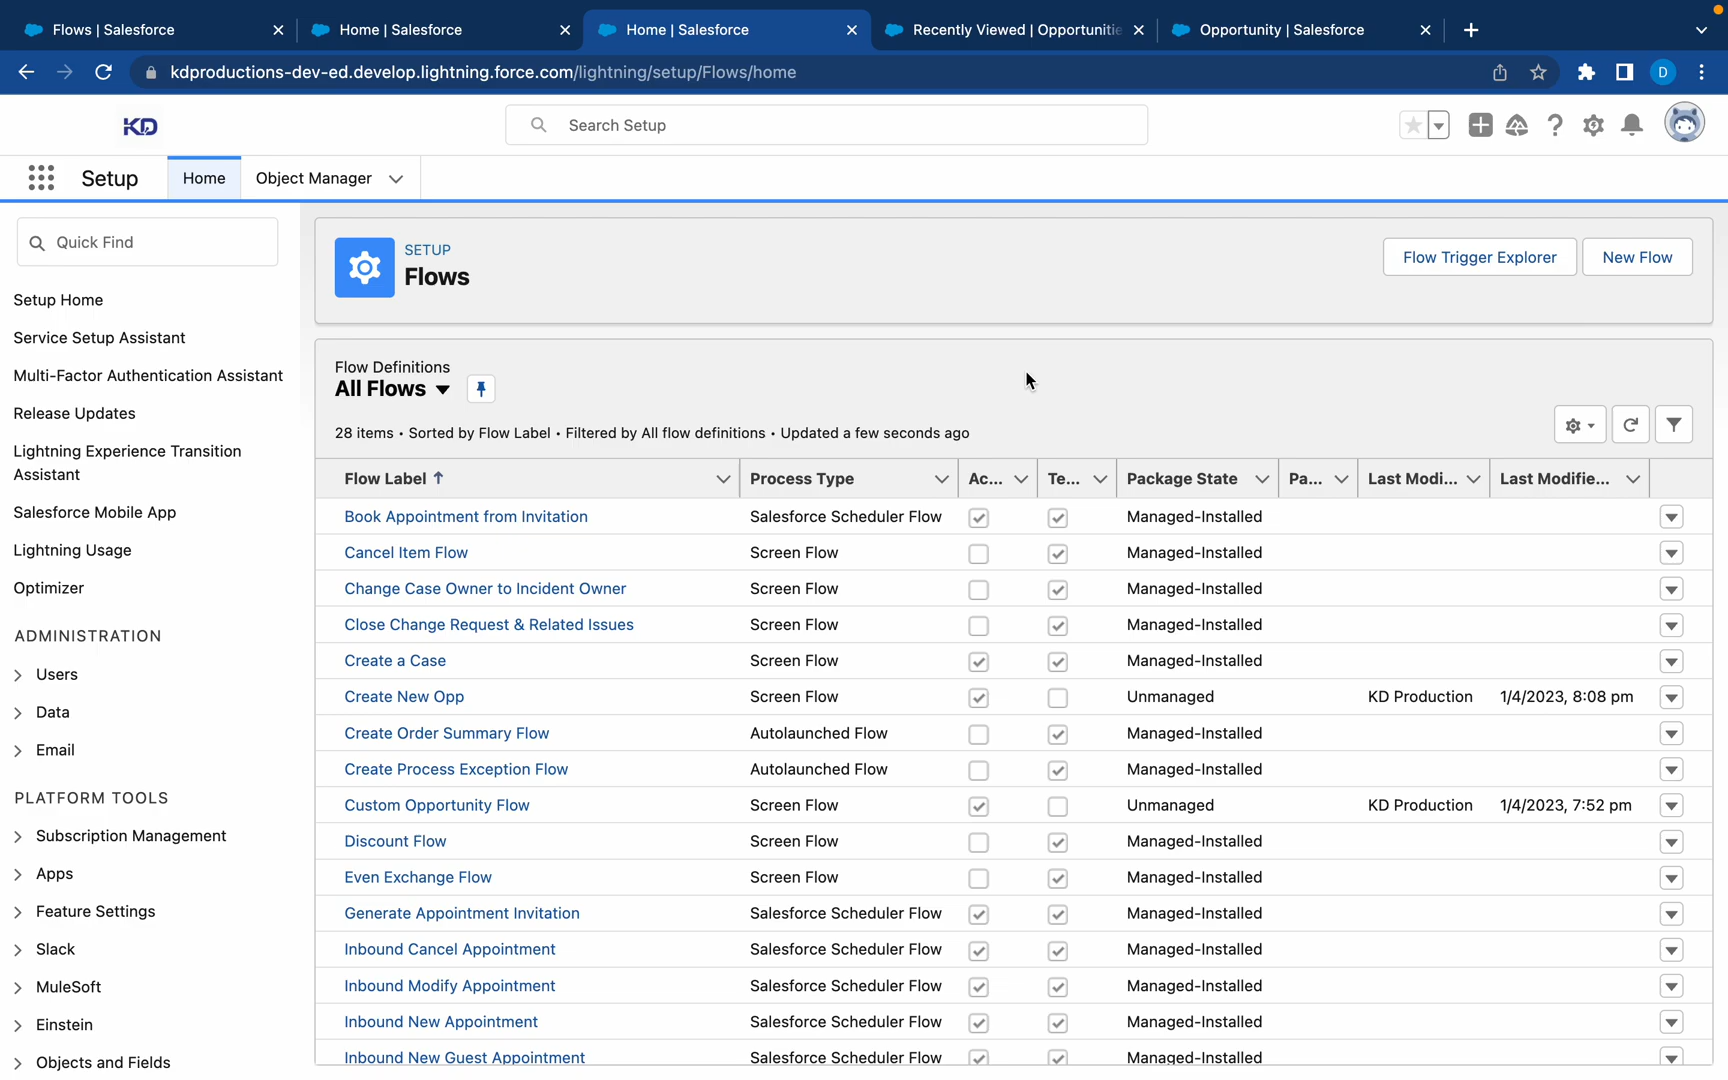 Flows | Salesforce
Home | Salesforce
Home | Salesforce
Recently Viewed | Opportunitie
Opportunity | Salesforce
kdproductions-dev-ed.develop.lightning.force.com/lightning/setup/Flows/home
D
KD
Search Setup
Setup
Home
Object Manager
Quick Find
Setup Home
Service Setup Assistant
Multi-Factor Authentication Assistant
Release Updates
Lightning Experience Transition
Assistant
Salesforce Mobile App
Lightning Usage
Optimizer
ADMINISTRATION
Users
Data
Email
PLATFORM TOOLS
Subscription Management
Apps
Feature Settings
Slack
MuleSoft
Einstein
Objects and Fields
SETUP
Flows
Flow Trigger Explorer
New Flow
Flow Definitions
All Flows
28 items • Sorted by Flow Label • Filtered by All flow definitions • Updated a few seconds ago
Flow Label Process Type Ac... Te... Package State Pa... Last Modi... Last Modifie...
Book Appointment from Invitation Salesforce Scheduler Flow Managed-Installed
Cancel Item Flow Screen Flow Managed-Installed
Change Case Owner to Incident Owner Screen Flow Managed-Installed
Close Change Request & Related Issues Screen Flow Managed-Installed
Create a Case Screen Flow Managed-Installed
Create New Opp Screen Flow Unmanaged KD Production 1/4/2023, 8:08 pm
Create Order Summary Flow Autolaunched Flow Managed-Installed
Create Process Exception Flow Autolaunched Flow Managed-Installed
Custom Opportunity Flow Screen Flow Unmanaged KD Production 1/4/2023, 7:52 pm
Discount Flow Screen Flow Managed-Installed
Even Exchange Flow Screen Flow Managed-Installed
Generate Appointment Invitation Salesforce Scheduler Flow Managed-Installed
Inbound Cancel Appointment Salesforce Scheduler Flow Managed-Installed
Inbound Modify Appointment Salesforce Scheduler Flow Managed-Installed
Inbound New Appointment Salesforce Scheduler Flow Managed-Installed
Inbound New Guest Appointment Salesforce Scheduler Flow Managed-Installed